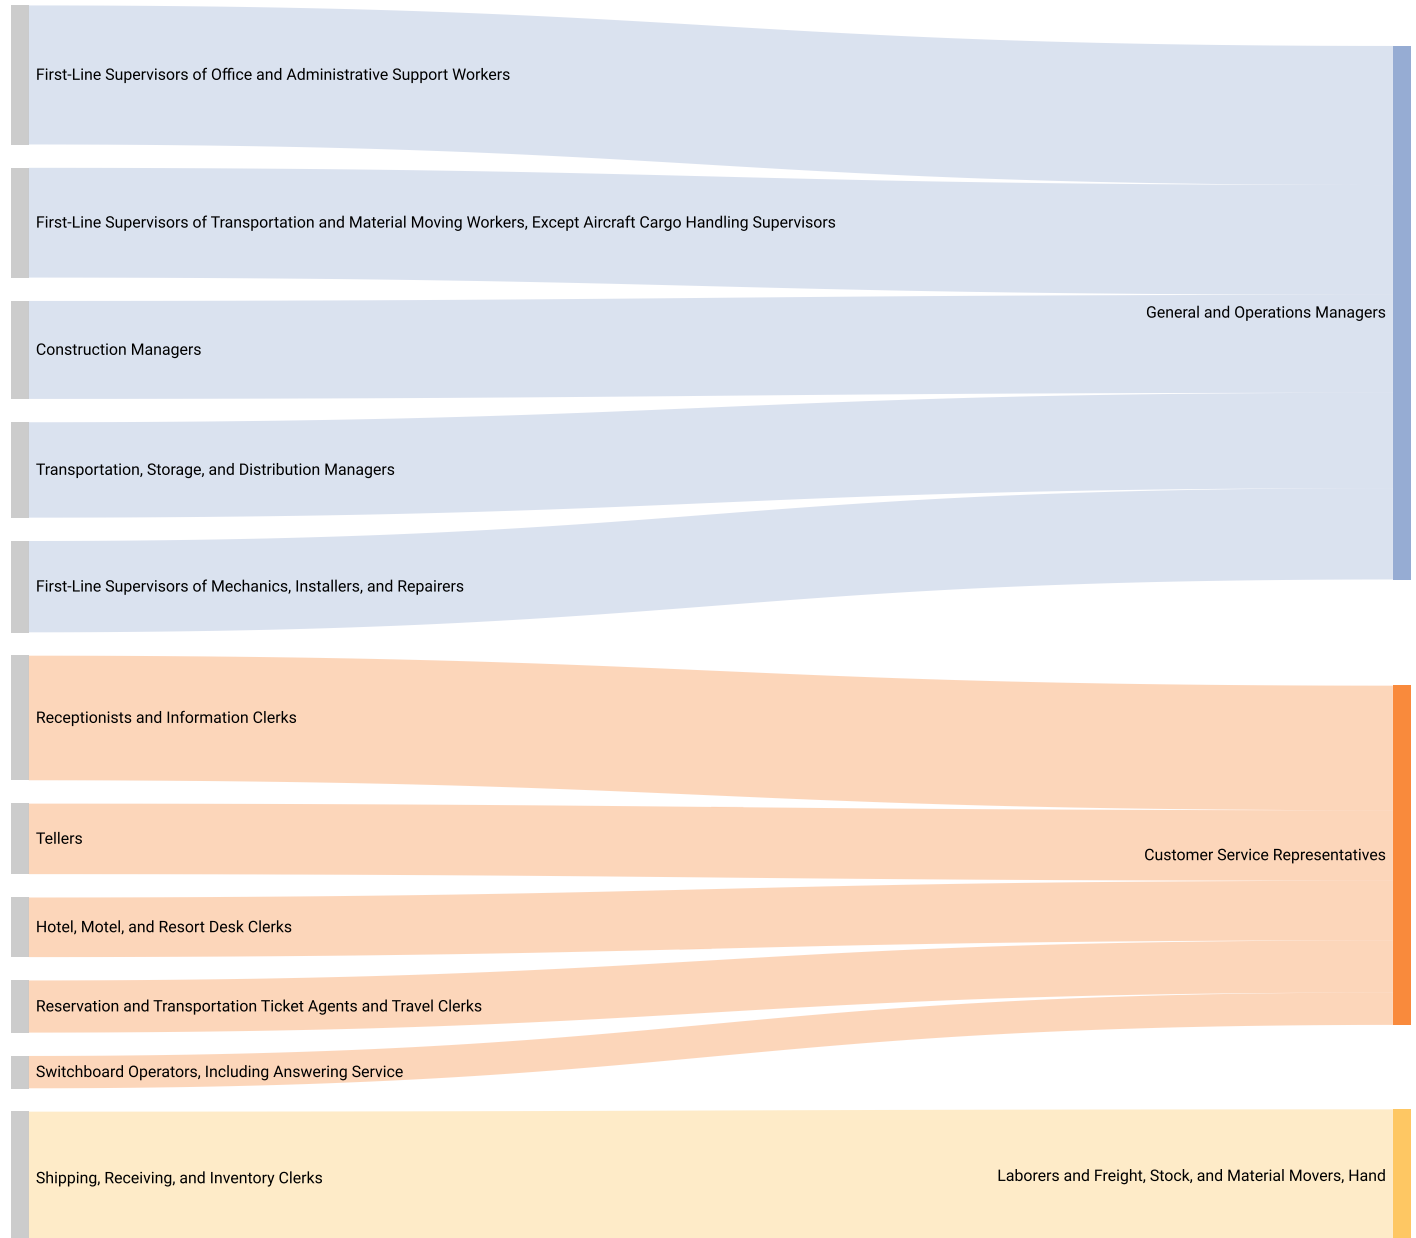 First-Line Supervisors of Office and Administrative Support Workers
First-Line Supervisors of Transportation and Material Moving Workers, Except Aircraft Cargo Handling Supervisors
General and Operations Managers
Construction Managers
Transportation, Storage, and Distribution Managers
First-Line Supervisors of Mechanics, Installers, and Repairers
Receptionists and Information Clerks
Tellers
Customer Service Representatives
Hotel, Motel, and Resort Desk Clerks
Reservation and Transportation Ticket Agents and Travel Clerks
Switchboard Operators, Including Answering Service
Shipping, Receiving, and Inventory Clerks
Laborers and Freight, Stock, and Material Movers, Hand